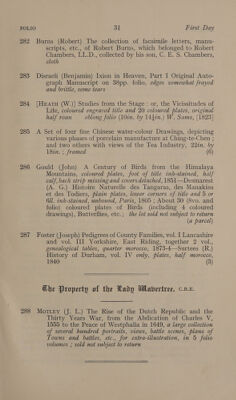 FOLIO 31 First Day
282 Burns (Robert) The collection of facsimile letters, manu-
scripts, etc., of Robert Burns, which belonged to Robert
Chambers, LL.D., collected by his son, C. E. S. Chambers,
cloth
283 Disraeli (Benjamin) Ixion in Heaven, Part I Original Auto-
graph Manuscript on 36pp. folio, edges somewhat frayed
and brittle, some tears
284 [HEATH (W.)] Studies from the Stage: or, the Vicissitudes of
Life, coloured engraved title and 20 coloured plates, original
half roan oblong folio (10in. by 14½in.) W. Sams, [1823]
285 A Set of four fine Chinese water-colour Drawings, depicting
various phases of porcelain manufacture at Ching-te Chen;
and two others with views of the Tea Industry, 22in. by
18in.; framed (6)
286 Gould (John) A Century of Birds from the Himalaya
Mountains, coloured plates, foot of title ink-stained, half
calf, back strip missing and covers detached, 1831—Desmarest
(A. G.) Histoire Naturelle des Tangaras, des Manakins
et des Todiers, plain plates, lower corners of title and b or
fill. ink-stained, unbound, Paris, 1805; About 30 (8vo. and
folio) coloured plates of Birds (including 4 coloured
drawings), Butterflies, etc.; the lot sold not subject to return
(a parcel)
287 Foster (Joseph) Pedigrees of County Families, vol. I Lancashire
and vol. III Yorkshire, East Riding, together 2 vol.,
genealogical tables, quarter morocco, 1873-4—Surtees (R.)
History of Durham, vol. IV only, plates, half morocco,
1840 (3)
The Property of the Lady Wavertree, C.B.E.
288 MOTLEY (J. L.) The Rise of the Dutch Republic and the
Thirty Years War, from the Abdication of Charles V,
1555 to the Peace of Westphalia in 1649, a large collection
of several hundred portraits, views, battle scenes, plans of
Towns and battles, etc., for extra-illustration, in 5 folio
volumes; sold not subject to return